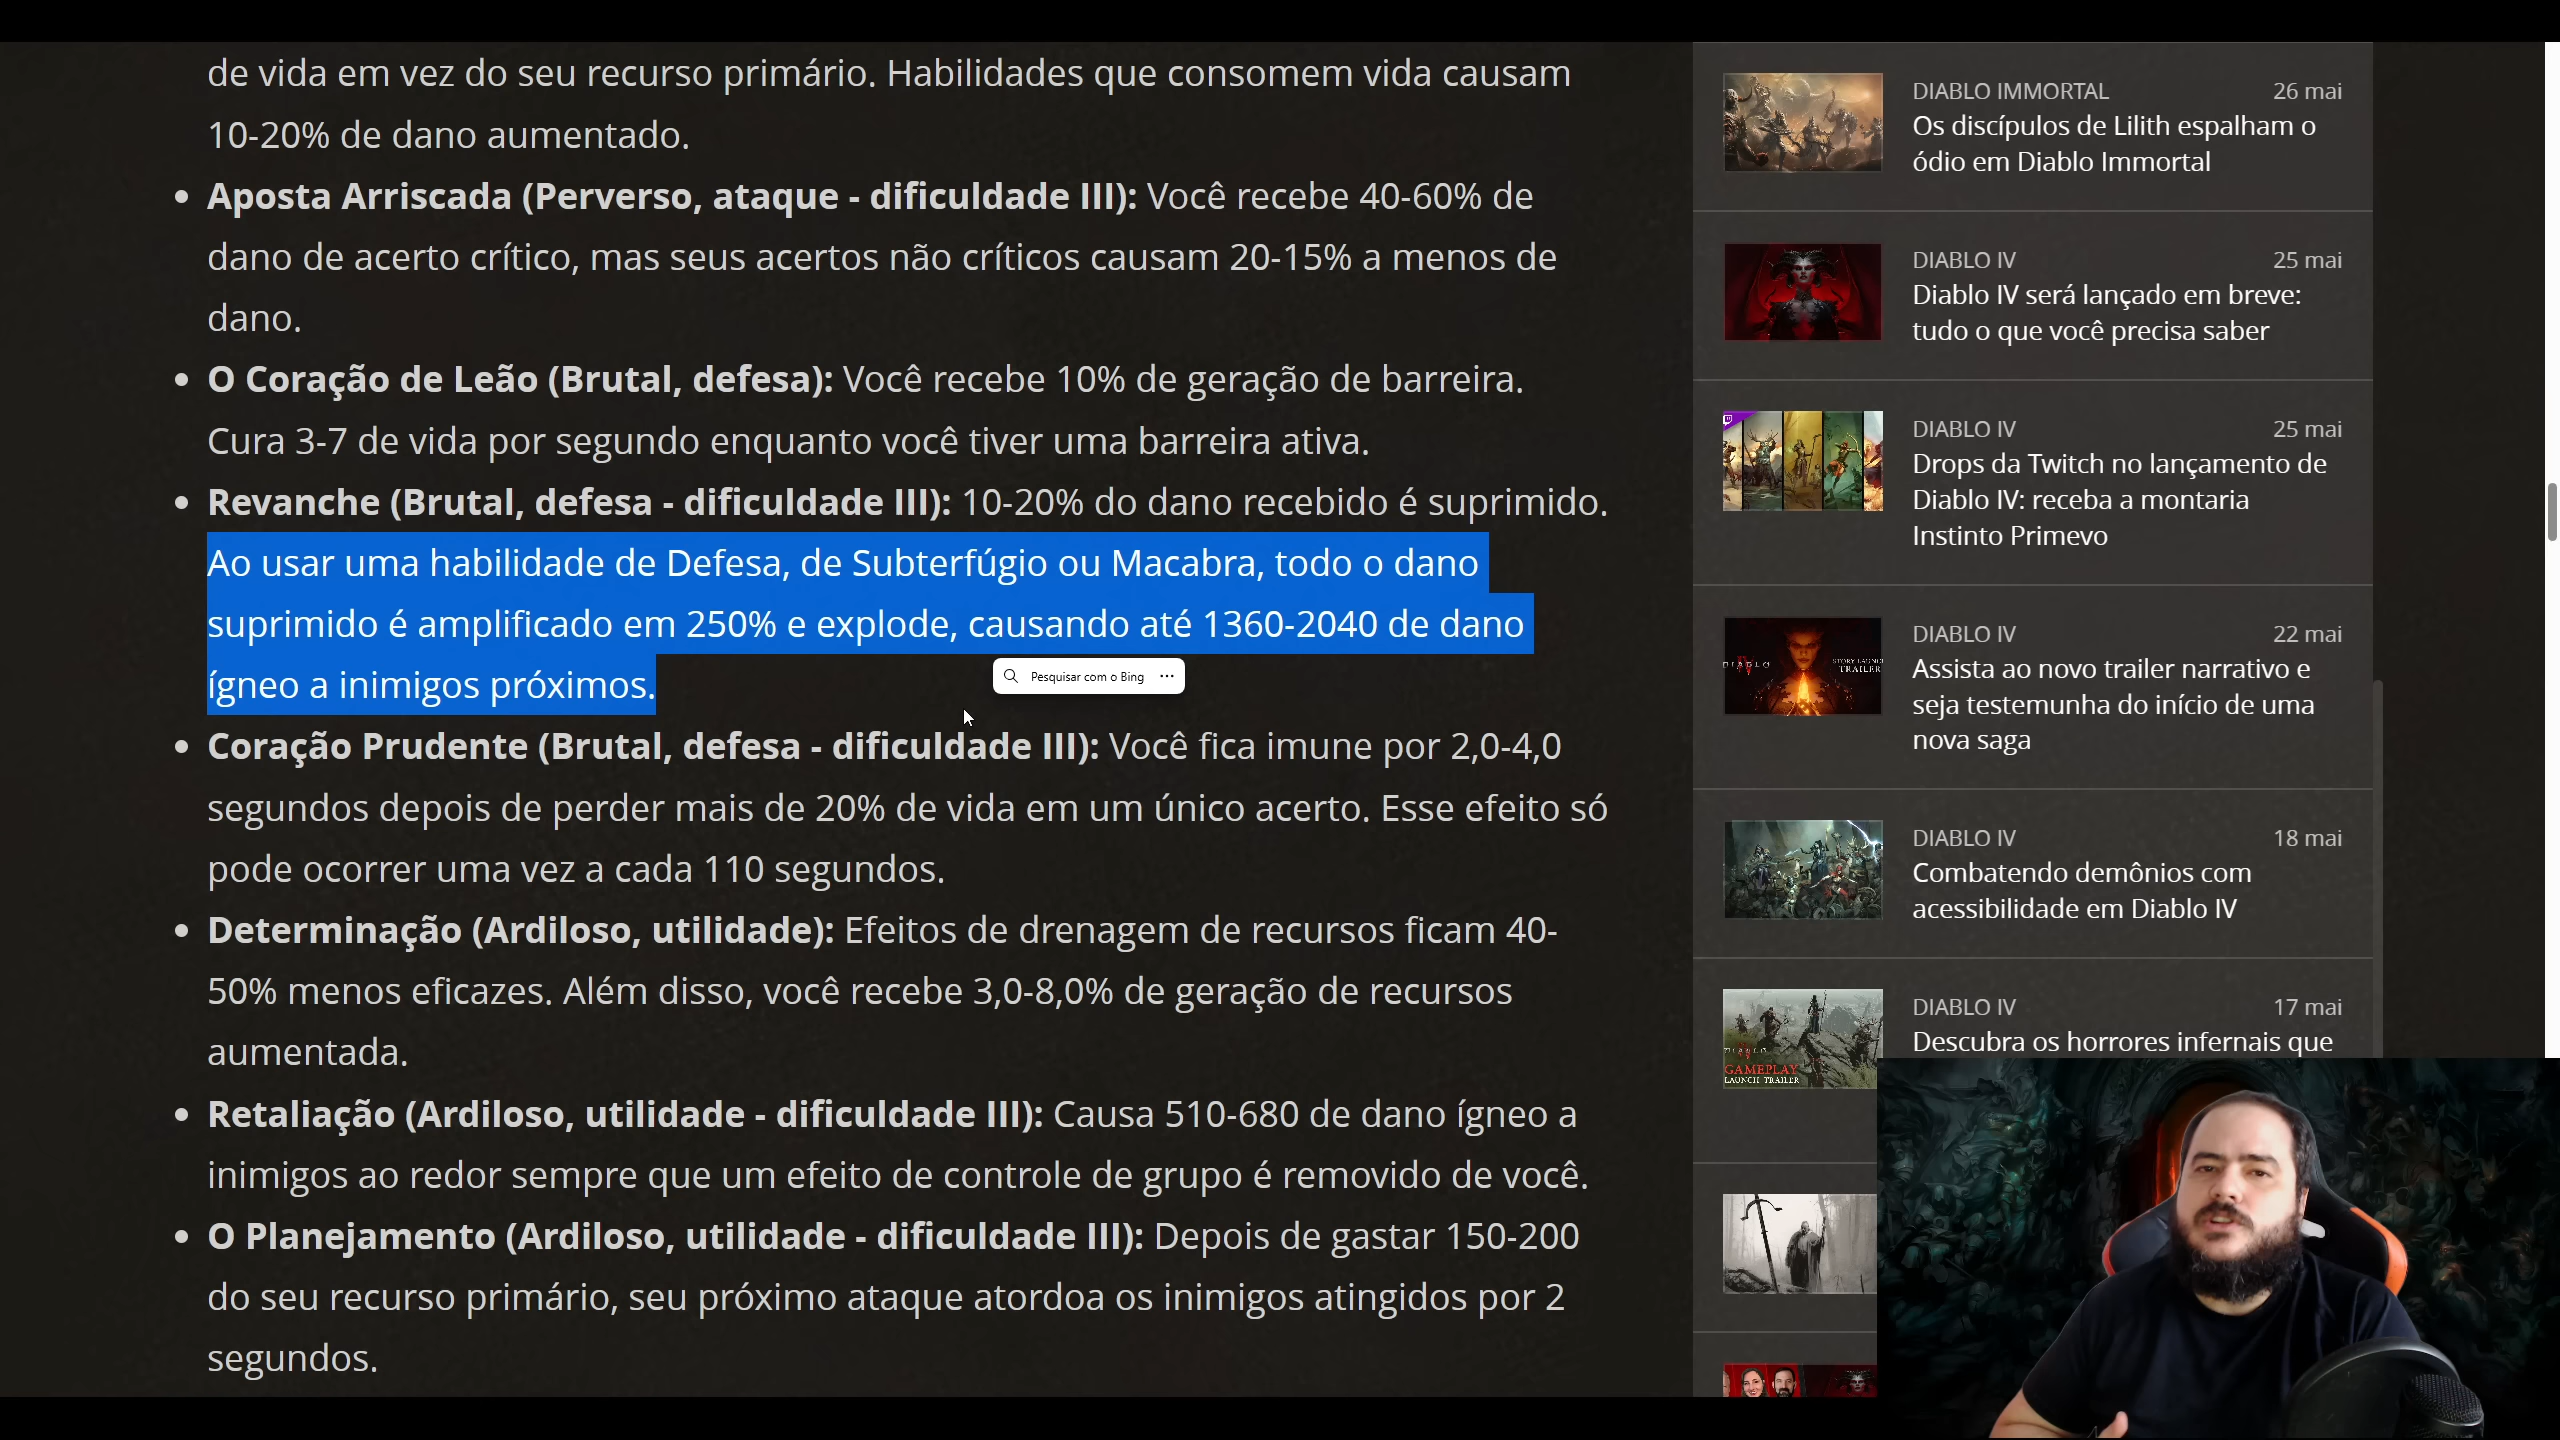 de vida em vez do seu recurso primário. Habilidades que consomem vida causam
10-20% de dano aumentado.
• Aposta Arriscada (Perverso, ataque - dificuldade III): Você recebe 40-60% de
dano de acerto crítico, mas seus acertos não críticos causam 20-15% a menos de
dano.
• O Coração de Leão (Brutal, defesa): Você recebe 10% de geração de barreira.
Cura 3-7 de vida por segundo enquanto você tiver uma barreira ativa.
• Revanche (Brutal, defesa - dificuldade III): 10-20% do dano recebido é suprimido.
Ao usar uma habilidade de Defesa, de Subterfúgio ou Macabra, todo o dano
suprimido é amplificado em 250% e explode, causando até 1360-2040 de dano
ígneo a inimigos próximos.
Pesquisar com o Bing ···
• Coração Prudente (Brutal, defesa - dificuldade III): Você fica imune por 2,0-4,0
segundos depois de perder mais de 20% de vida em um único acerto. Esse efeito só
pode ocorrer uma vez a cada 110 segundos.
• Determinação (Ardiloso, utilidade): Efeitos de drenagem de recursos ficam 40-
50% menos eficazes. Além disso, você recebe 3,0-8,0% de geração de recursos
aumentada.
• Retaliação (Ardiloso, utilidade - dificuldade III): Causa 510-680 de dano ígneo a
inimigos ao redor sempre que um efeito de controle de grupo é removido de você.
• O Planejamento (Ardiloso, utilidade - dificuldade III): Depois de gastar 150-200
do seu recurso primário, seu próximo ataque atordoa os inimigos atingidos por 2
segundos.
DIABLO IMMORTAL 26 mai
Os discípulos de Lilith espalham o
ódio em Diablo Immortal
DIABLO IV 25 mai
Diablo IV será lançado em breve:
tudo o que você precisa saber
DIABLO IV 25 mai
Drops da Twitch no lançamento de
Diablo IV: receba a montaria
Instinto Primevo
DIABLO IV 22 mai
Assista ao novo trailer narrativo e
seja testemunha do início de uma
nova saga
DIABLO IV
STORY LAUNCH
TRAILER
DIABLO IV 18 mai
Combatendo demônios com
acessibilidade em Diablo IV
DIABLO IV 17 mai
Descubra os horrores infernais que
DIABLO IV
GAMEPLAY
LAUNCH TRAILER